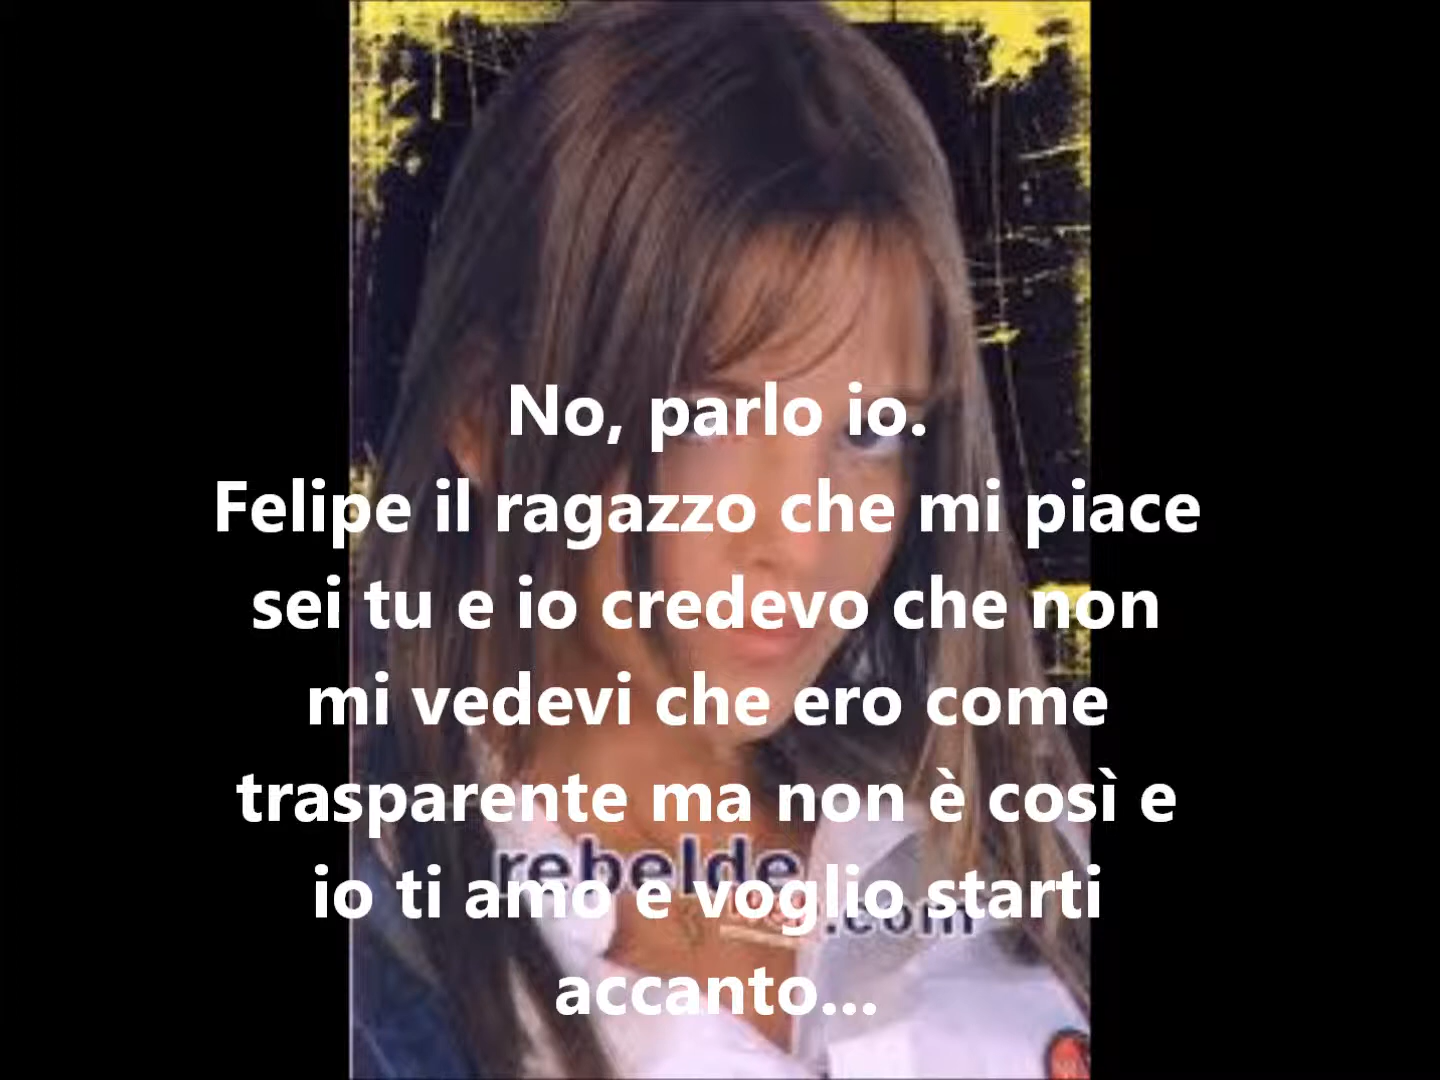 No, parlo io.
Felipe il ragazzo che mi piace
sei tu e io credevo che non
mi vedevi che ero come
trasparente ma non è così e
rebelde
io ti amo e voglio starti
.com
accanto...